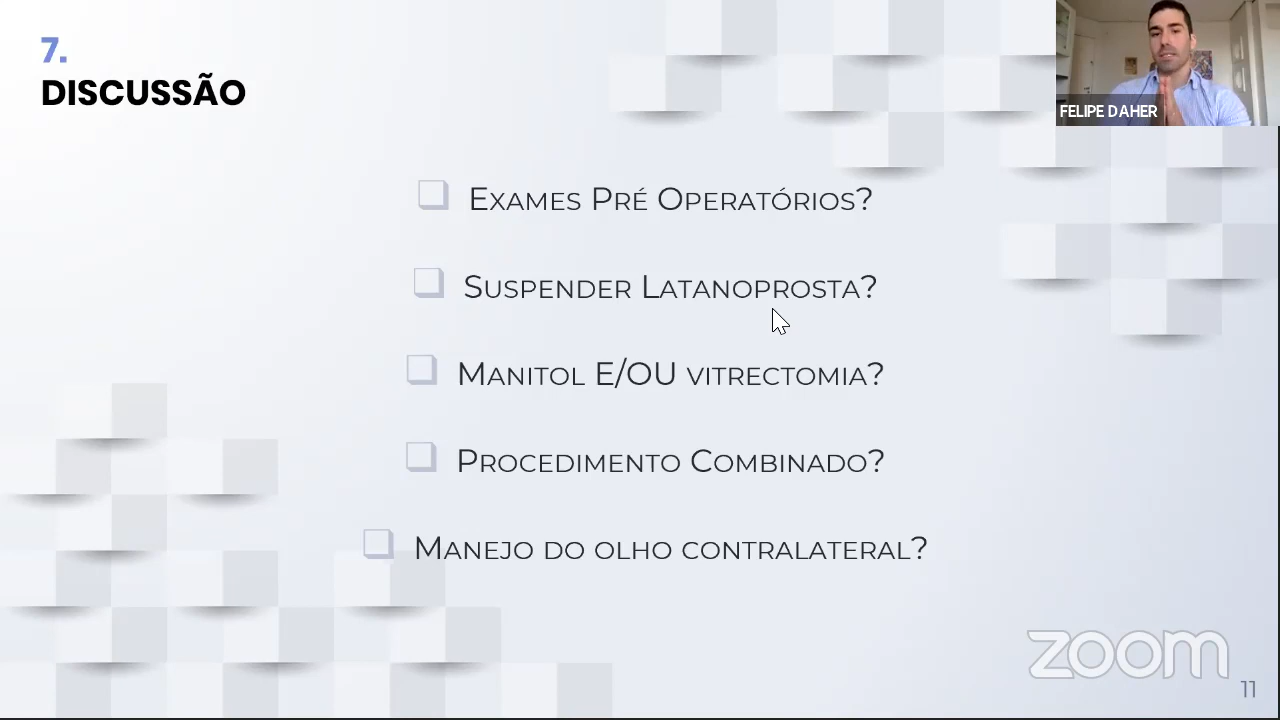 7.
DISCUSSÃO
FELIPE DAHER
EXAMES PRÉ OPERATÓRIOS?
SUSPENDER LATANOPROSTA?
MANITOL E/OU VITRECTOMIA?
PROCEDIMENTO COMBINADO?
MANEJO DO OLHO CONTRALATERAL?
zoom
11